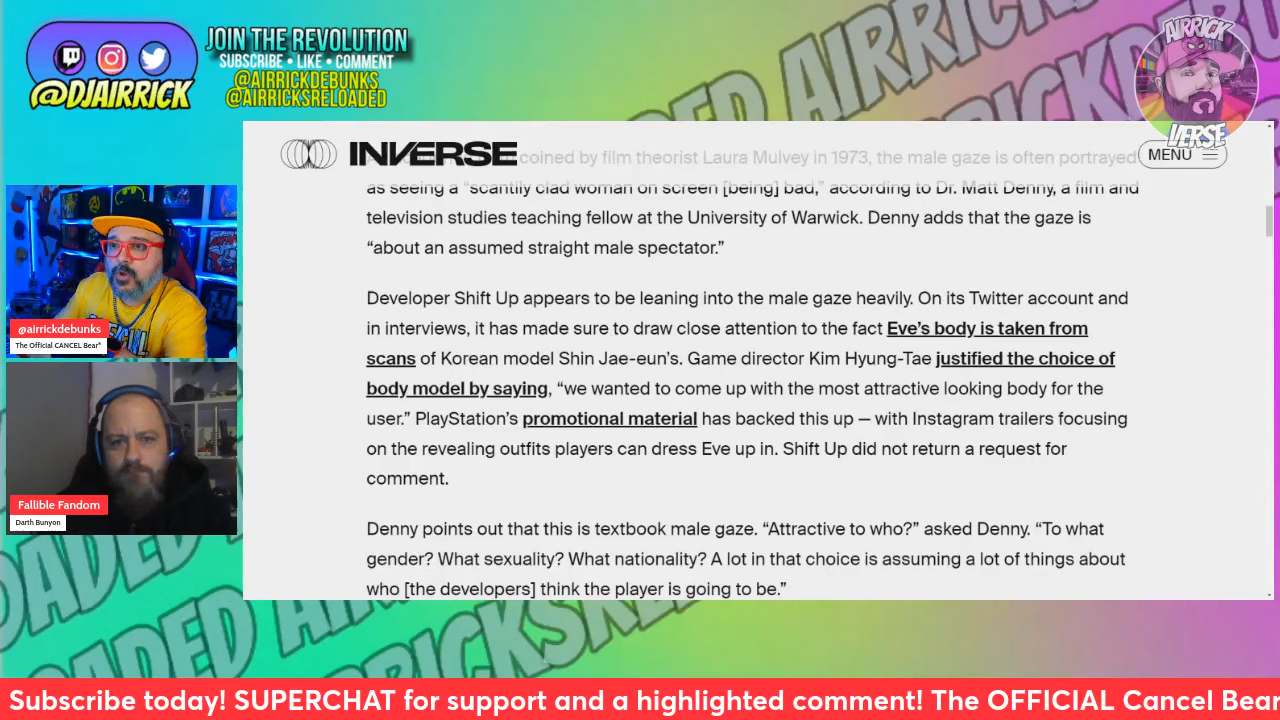 JOIN THE REVOLUTION
SUBSCRIBE • LIKE • COMMENT
@AIRRICKDEBUNKS
@AIRRICKSRELOADED
@DJAIRRICK
AIRRICK
VERSE
INVERSE
MENU
coined by film theorist Laura Mulvey in 1973, the male gaze is often portrayed
as seeing a “scantily clad woman on screen [being] bad,” according to Dr. Matt Denny, a film and
television studies teaching fellow at the University of Warwick. Denny adds that the gaze is
“about an assumed straight male spectator.”
Developer Shift Up appears to be leaning into the male gaze heavily. On its Twitter account and
in interviews, it has made sure to draw close attention to the fact Eve’s body is taken from
scans of Korean model Shin Jae-eun’s. Game director Kim Hyung-Tae justified the choice of
body model by saying, “we wanted to come up with the most attractive looking body for the
user.” PlayStation’s promotional material has backed this up — with Instagram trailers focusing
on the revealing outfits players can dress Eve up in. Shift Up did not return a request for
comment.
Denny points out that this is textbook male gaze. “Attractive to who?” asked Denny. “To what
gender? What sexuality? What nationality? A lot in that choice is assuming a lot of things about
who [the developers] think the player is going to be.”
@airrickdebunks
The Official CANCEL Bear"
Fallible Fandom
Darth Bunyon
Subscribe today! SUPERCHAT for support and a highlighted comment! The OFFICIAL Cancel Bear